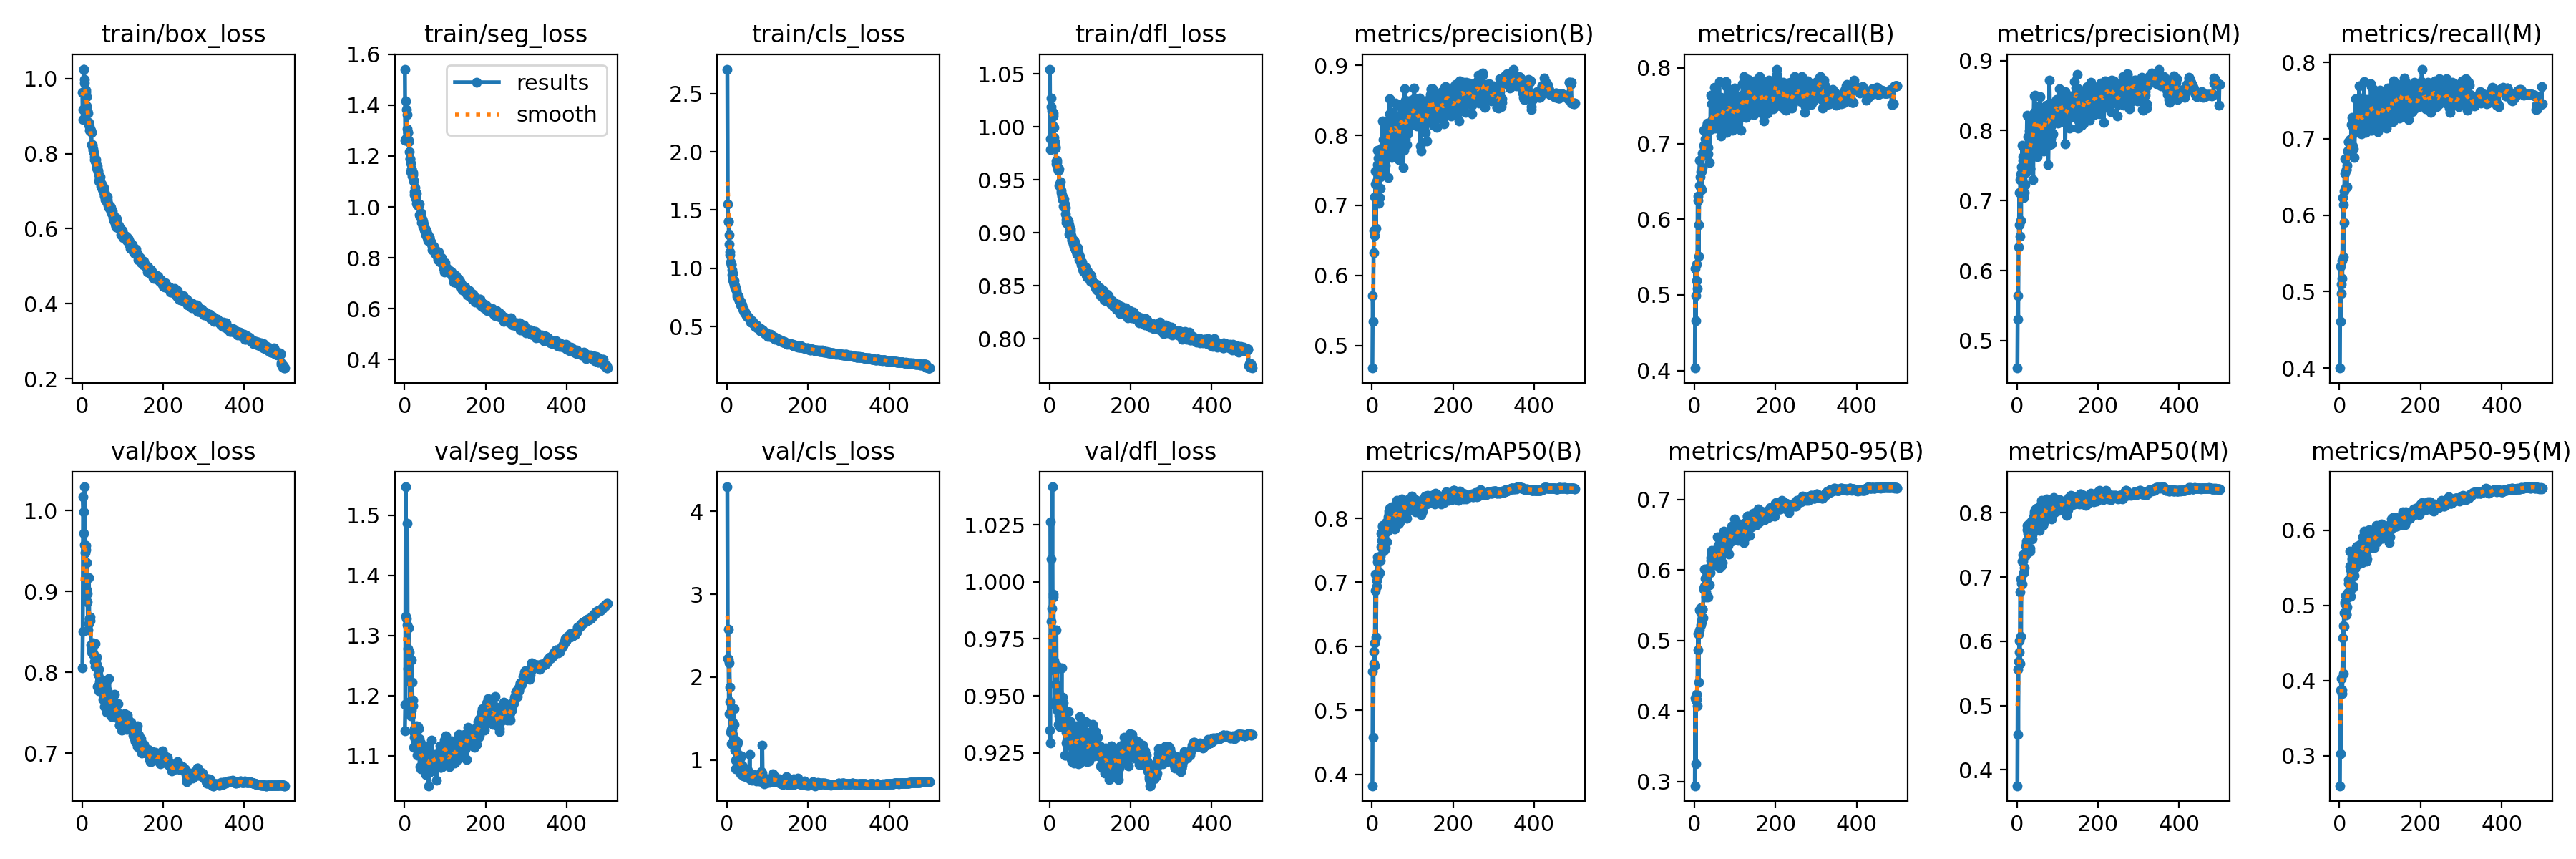 train/box_loss
train/seg_loss
train/cls_loss
train/dfl_loss
metrics/precision(B)
metrics/recall(B)
metrics/precision(M)
metrics/recall(M)
1.0
0.8
0.6
0.4
0.2
0 200 400
1.6
1.4
1.2
1.0
0.8
0.6
0.4
results
smooth
0 200 400
2.5
2.0
1.5
1.0
0.5
0 200 400
1.05
1.00
0.95
0.90
0.85
0.80
0 200 400
0.9
0.8
0.7
0.6
0.5
0 200 400
0.8
0.7
0.6
0.5
0.4
0 200 400
0.9
0.8
0.7
0.6
0.5
0 200 400
0.8
0.7
0.6
0.5
0.4
0 200 400
val/box_loss
val/seg_loss
val/cls_loss
val/dfl_loss
metrics/mAP50(B)
metrics/mAP50-95(B)
metrics/mAP50(M)
metrics/mAP50-95(M)
1.0
0.9
0.8
0.7
0 200 400
1.5
1.4
1.3
1.2
1.1
0 200 400
4
3
2
1
0 200 400
1.025
1.000
0.975
0.950
0.925
0 200 400
0.8
0.7
0.6
0.5
0.4
0 200 400
0.7
0.6
0.5
0.4
0.3
0 200 400
0.8
0.7
0.6
0.5
0.4
0 200 400
0.6
0.5
0.4
0.3
0 200 400